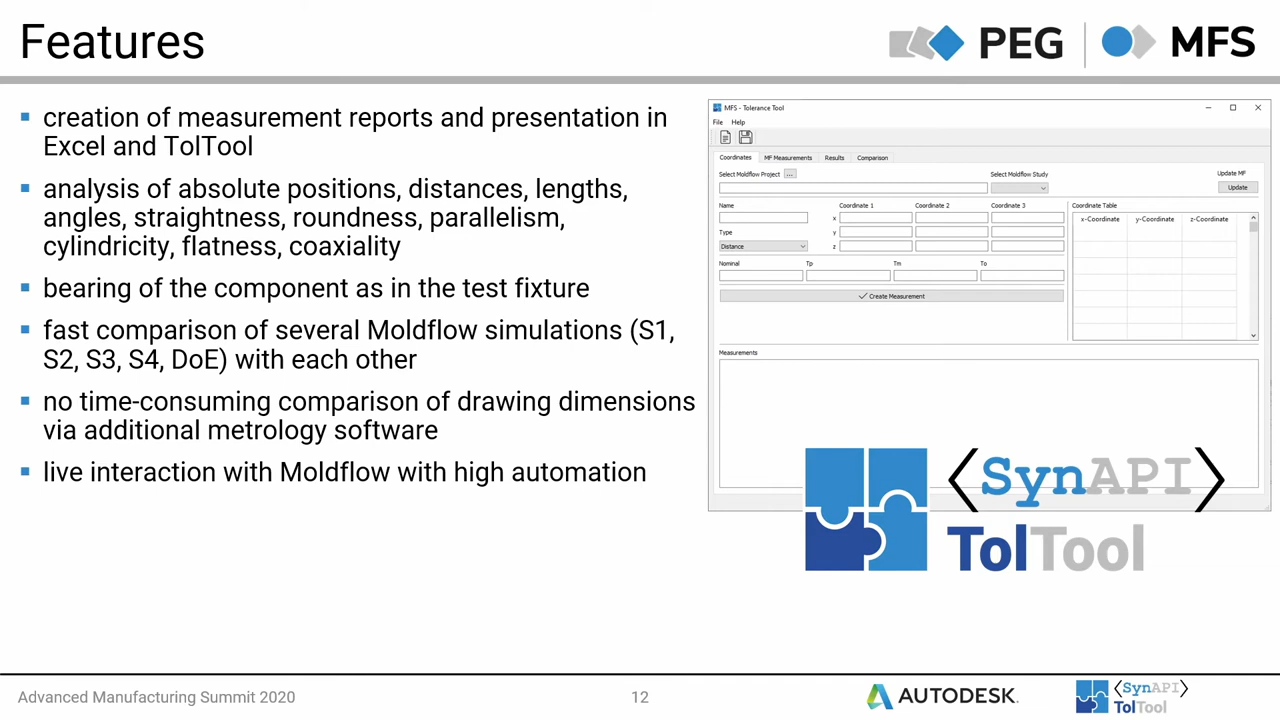 Features
PEG
MFS
creation of measurement reports and presentation in
Excel and TolTool
analysis of absolute positions, distances, lengths,
angles, straightness, roundness, parallelism,
cylindricity, flatness, coaxiality
bearing of the component as in the test fixture
fast comparison of several Moldflow simulations (S1,
S2, S3, S4, DoE) with each other
no time-consuming comparison of drawing dimensions
via additional metrology software
live interaction with Moldflow with high automation
MFS - Tolerance Tool
File Help
Coordinates MF Measurements Results Comparison
Select Moldflow Project ... Select Moldflow Study Update MF
Update
Name Coordinate 1 Coordinate 2 Coordinate 3 Coordinate Table
x
x-Coordinate y-Coordinate z-Coordinate
Type y
Distance z
Nominal Tp Tm To
Create Measurement
Measurements
<SynAPI>
TolTool
Advanced Manufacturing Summit 2020
12
AUTODESK.
<SynAPI>
TolTool